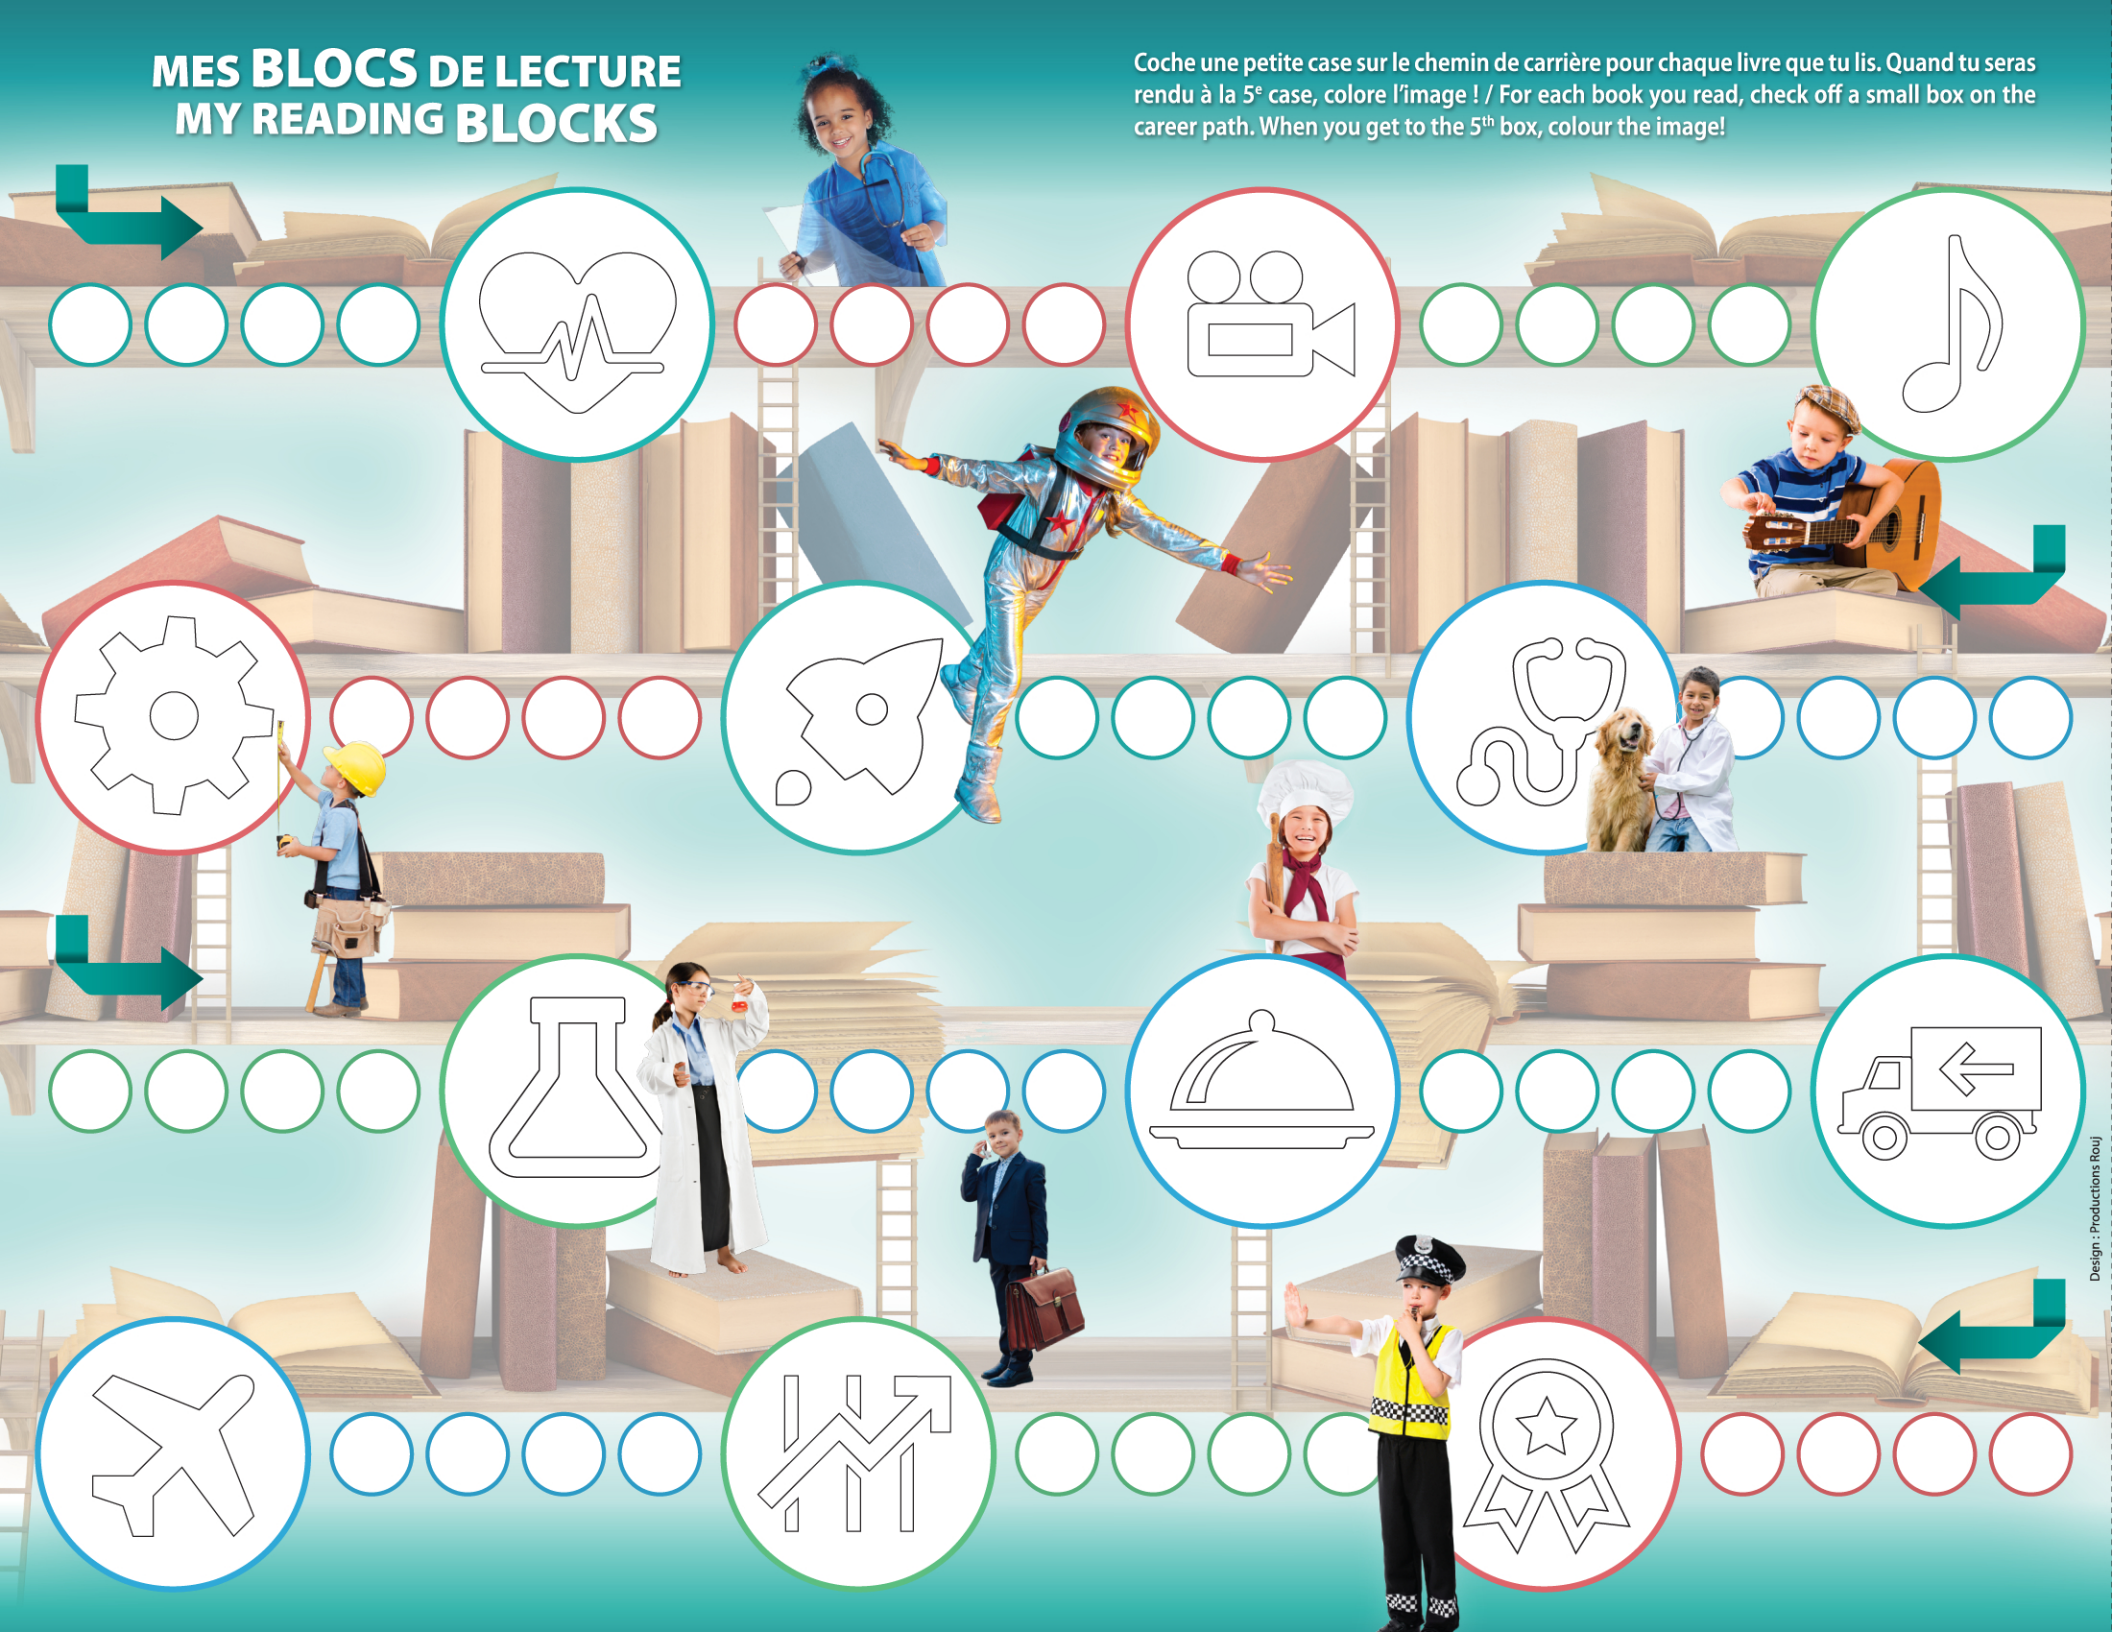 MES BLOCS DE LECTURE
MY READING BLOCKS
Coche une petite case sur le chemin de carrière pour chaque livre que tu lis. Quand tu seras
rendu à la 5e case, colore l'image ! / For each book you read, check off a small box on the
career path. When you get to the 5th box, colour the image!
Design : Productions Rouj